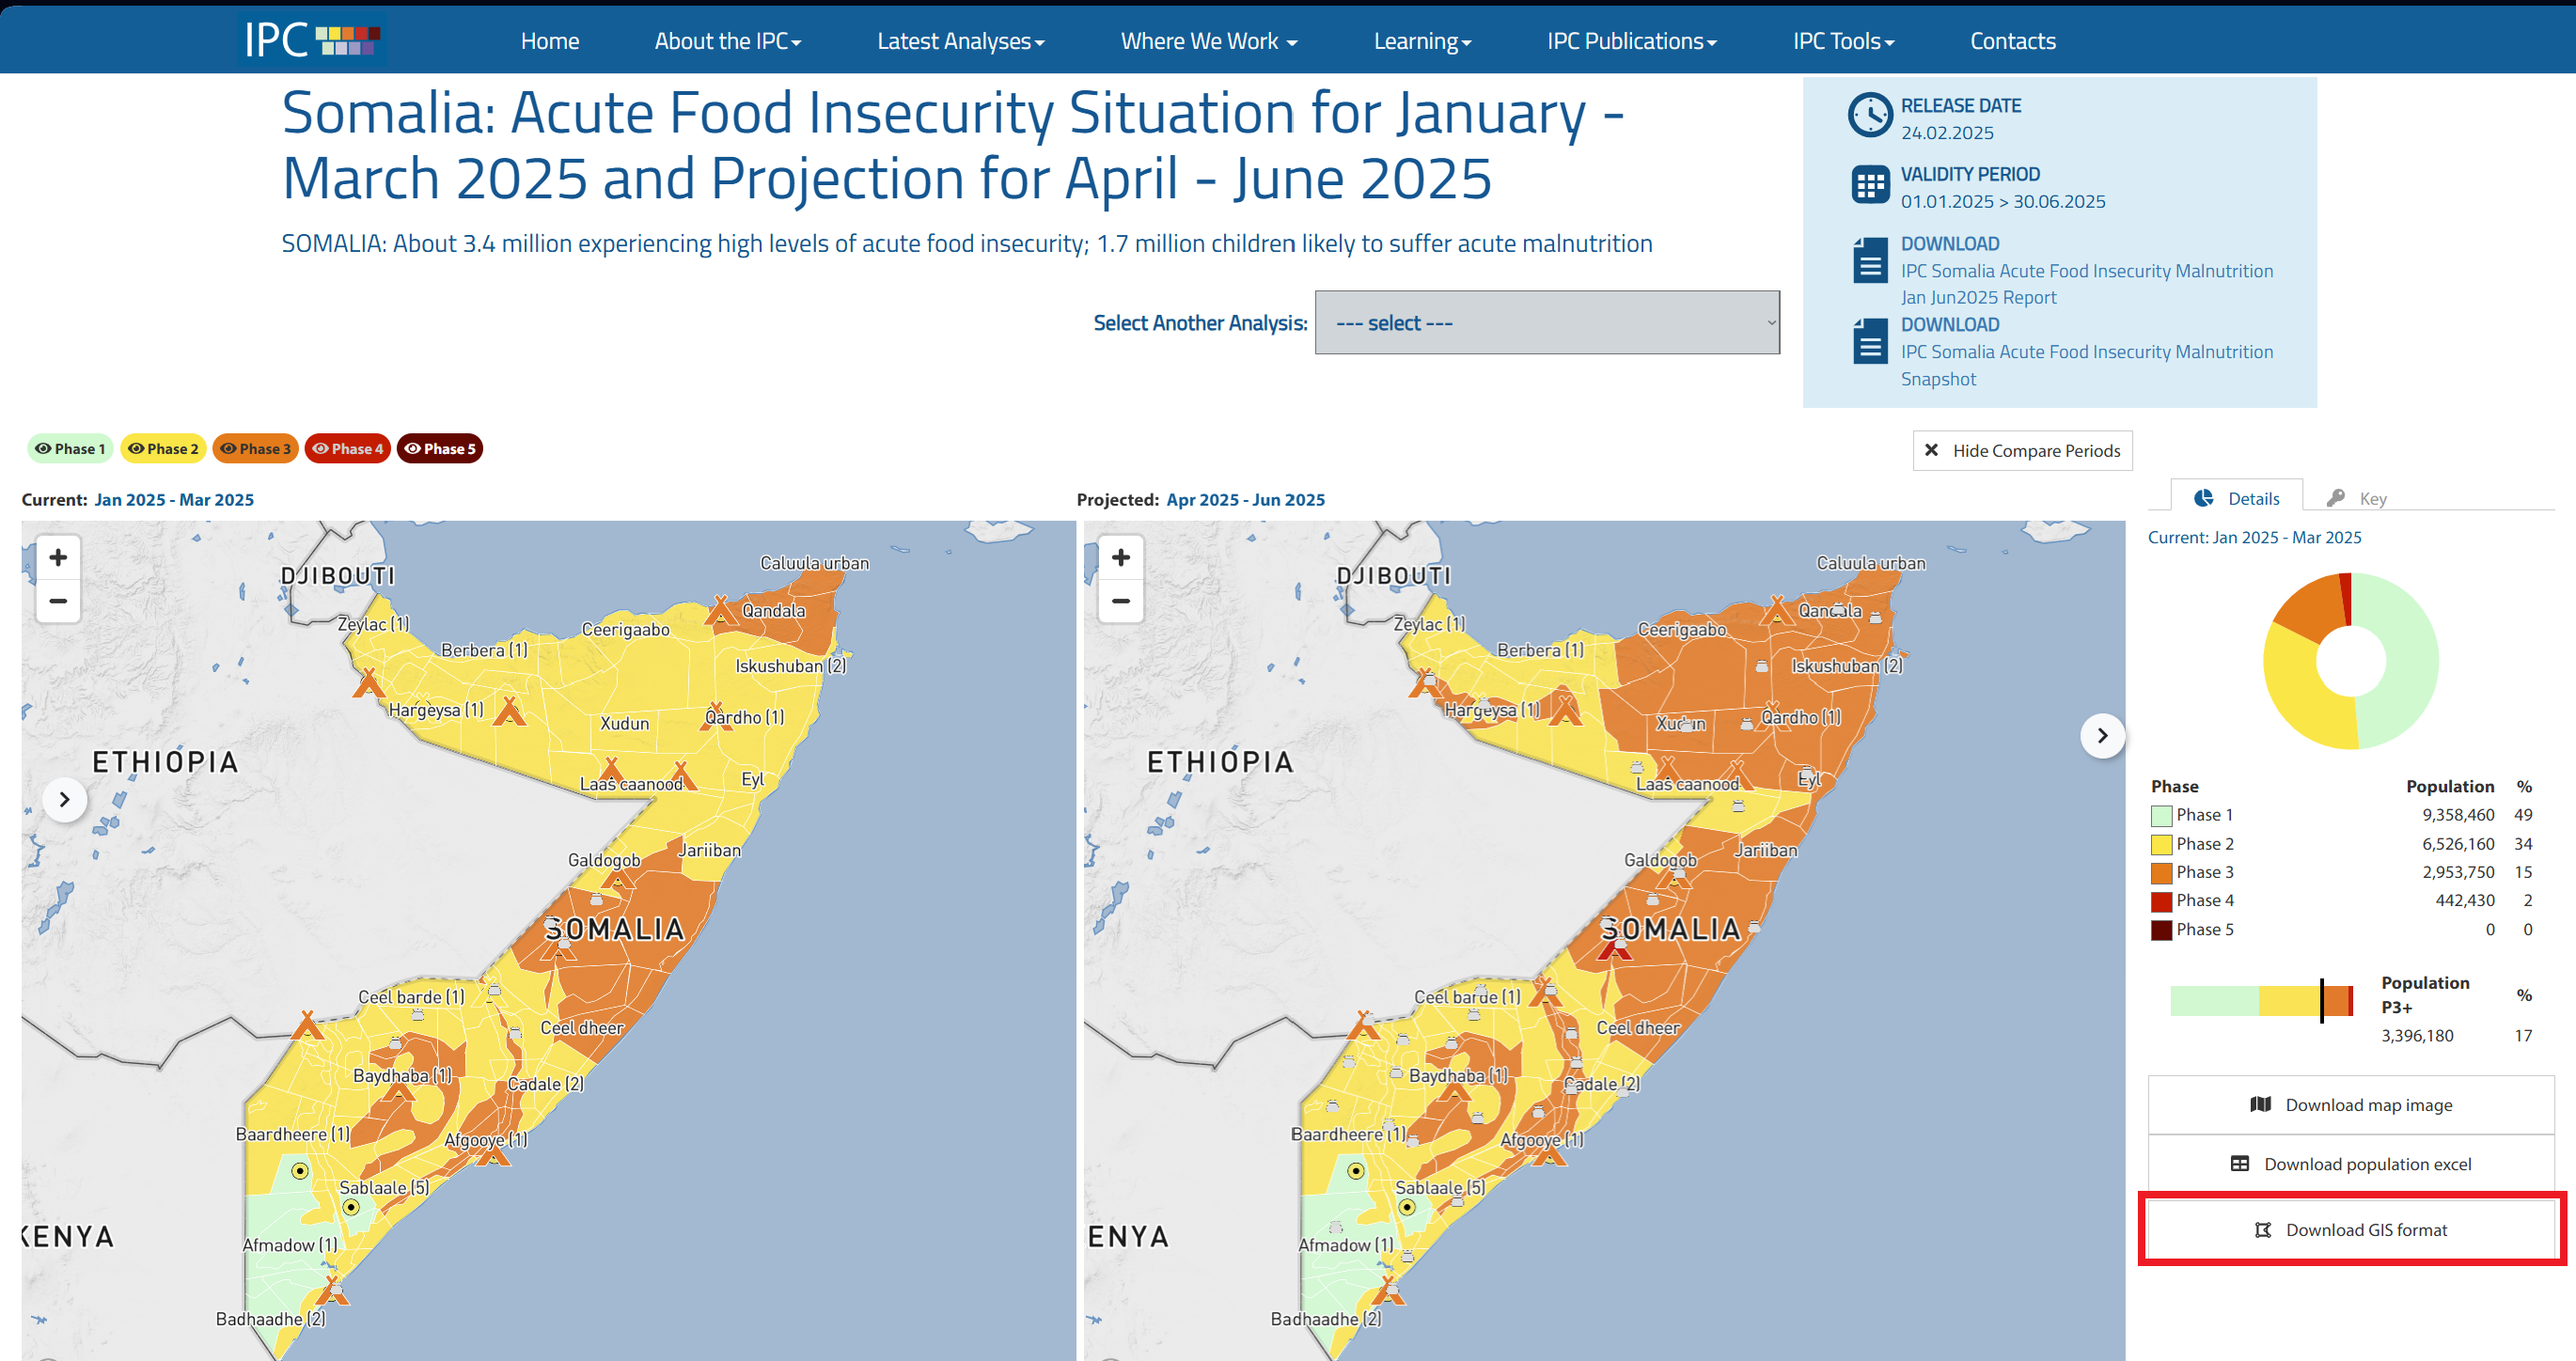 IPC
Home
About the IPC
Latest Analyses
Where We Work
Learning
IPC Publications
IPC Tools
Contacts
Somalia: Acute Food Insecurity Situation for January -
March 2025 and Projection for April - June 2025
SOMALIA: About 3.4 million experiencing high levels of acute food insecurity; 1.7 million children likely to suffer acute malnutrition
Select Another Analysis:
--- select ---
RELEASE DATE
24.02.2025
VALIDITY PERIOD
01.01.2025 > 30.06.2025
DOWNLOAD
IPC Somalia Acute Food Insecurity Malnutrition
Jan Jun2025 Report
DOWNLOAD
IPC Somalia Acute Food Insecurity Malnutrition
Snapshot
Phase 1
Phase 2
Phase 3
Phase 4
Phase 5
Hide Compare Periods
Current: Jan 2025 - Mar 2025
+
−
Caluula urban
DJIBOUTI
Qandala
Zeylac (1)
Ceerigaabo
Berbera (1)
Iskushuban (2)
Hargeysa (1)
Qardho (1)
Xudun
ETHIOPIA
Eyl
Laas caanood
Jariiban
Galdogob
SOMALIA
Ceel barde (1)
Ceel dheer
Baydhaba (1)
Cadale (2)
Baardheere (1)
Afgooye (1)
Sablaale (5)
KENYA
Afmadow (1)
Badhaadhe (2)
Projected: Apr 2025 - Jun 2025
+
−
Caluula urban
DJIBOUTI
Qandala
Zeylac (1)
Ceerigaabo
Berbera (1)
Iskushuban (2)
Hargeysa (1)
Qardho (1)
Xudun
ETHIOPIA
Eyl
Laas caanood
Jariiban
Galdogob
SOMALIA
Ceel barde (1)
Ceel dheer
Baydhaba (1)
Cadale (2)
Baardheere (1)
Afgooye (1)
Sablaale (5)
ENYA
Afmadow (1)
Badhaadhe (2)
Details
Key
Current: Jan 2025 - Mar 2025
Phase Population %
Phase 1 9,358,460 49
Phase 2 6,526,160 34
Phase 3 2,953,750 15
Phase 4 442,430 2
Phase 5 0 0
Population
P3+ %
3,396,180 17
Download map image
Download population excel
Download GIS format